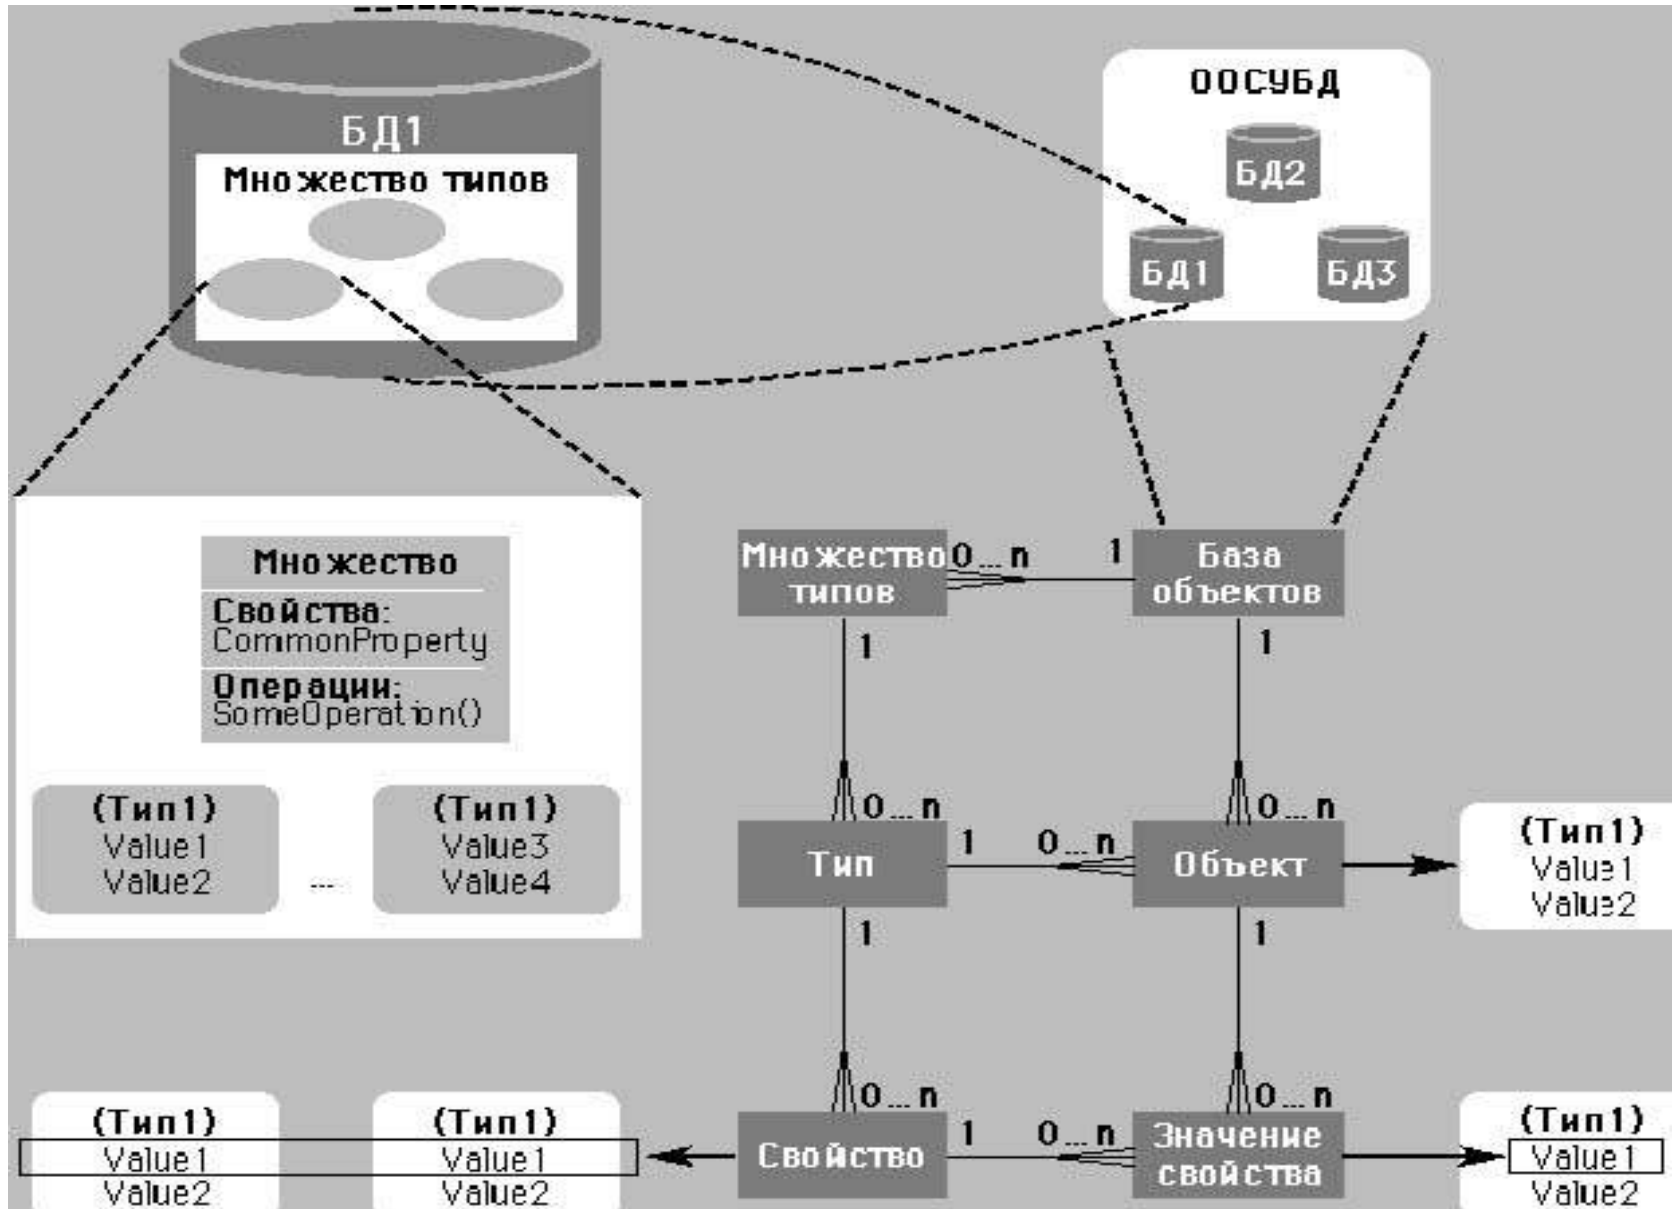 БД1
Множество типов
ООСУБД
БД2
БД1
БД3
Множество
Свойства:
CommonProperty
Операции:
SomeOperation()
(Тип1)
Value1
Value2
...
(Тип1)
Value3
Value4
Множество
типов
0...n
1
База
объектов
1
1
0...n
0...n
Тип
1
0...n
Объект
(Тип1)
Value1
Value2
1
1
0...n
0...n
(Тип1)
Value1
Value2
(Тип1)
Value1
Value2
Свойство
1
0...n
Значение
свойства
(Тип1)
Value1
Value2